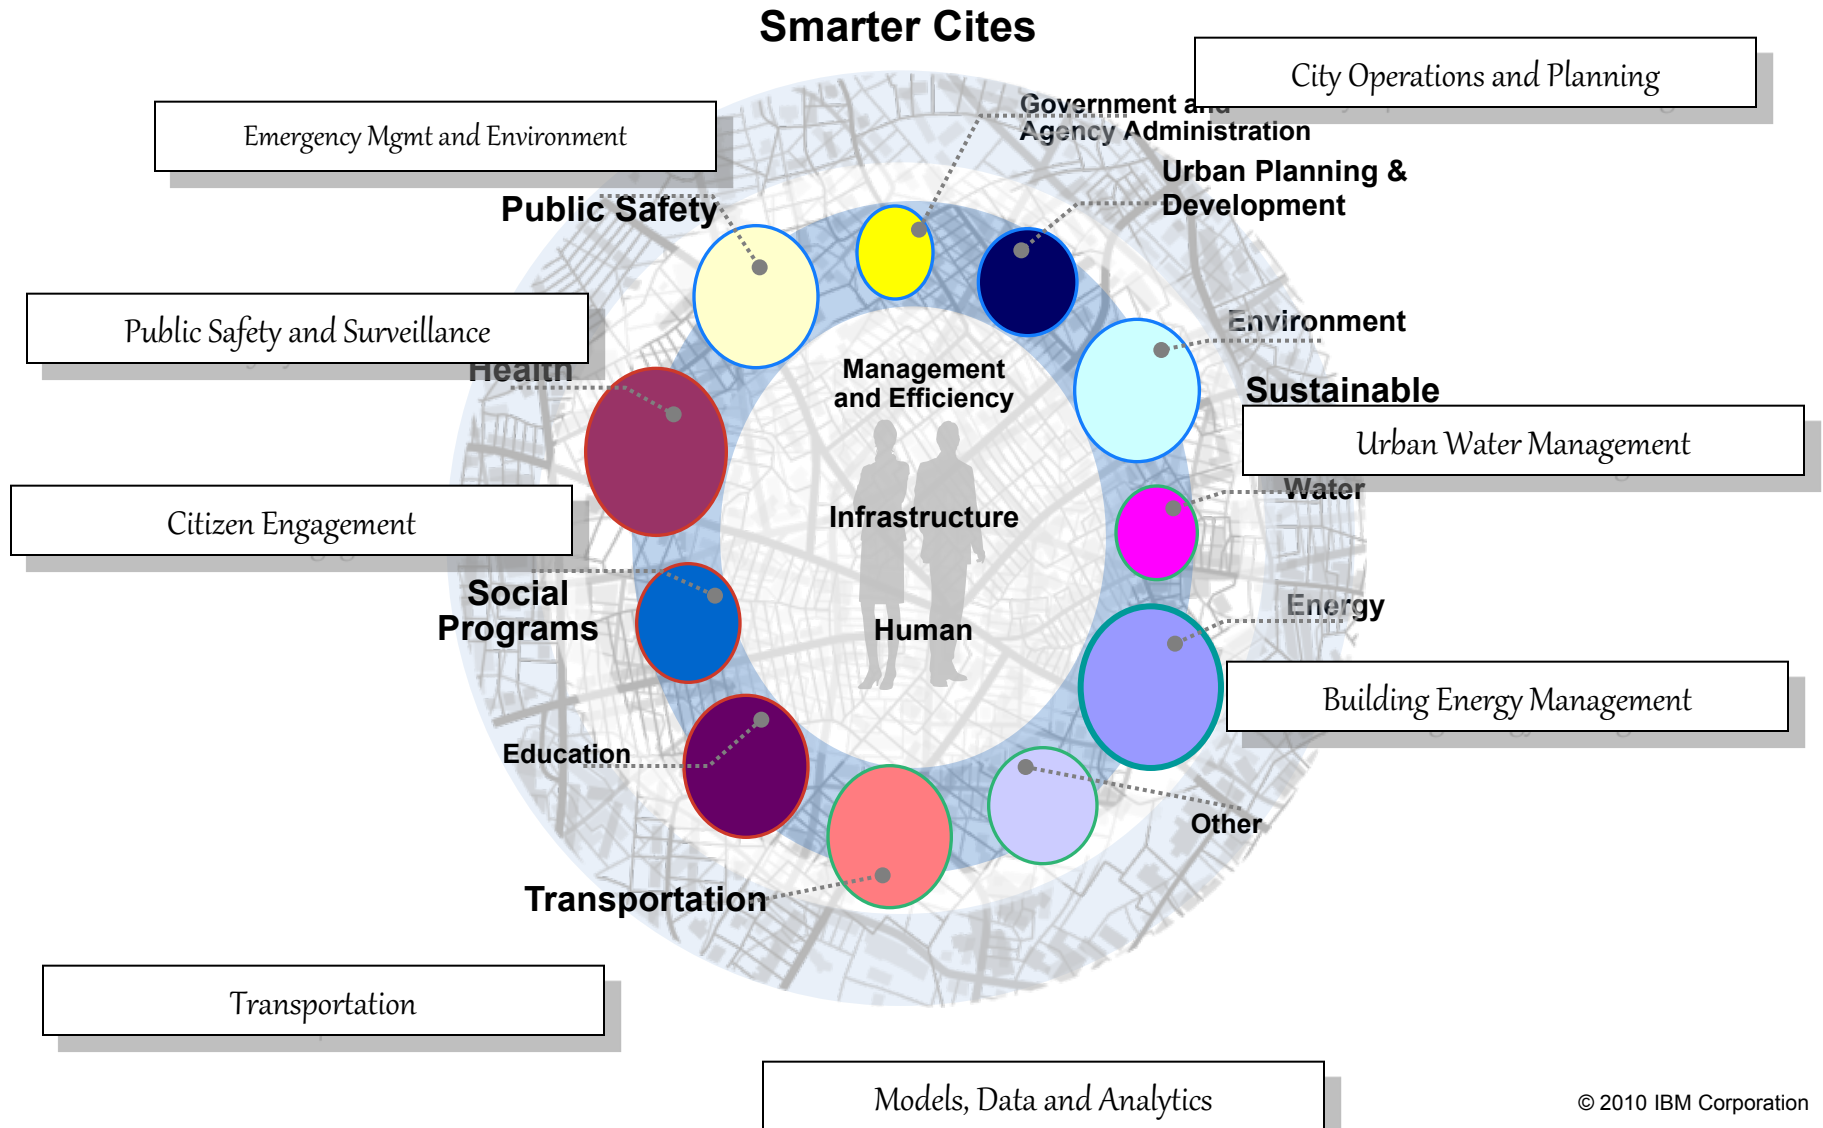 Smarter Cites
City Operations and Planning
Government and
Agency Administration
Emergency Mgmt and Environment
Urban Planning &
Development
Public Safety
Environment
Public Safety and Surveillance
Health
Management
and Efficiency
Sustainable
Urban Water Management
Water
Citizen Engagement
Infrastructure
Social
Programs
Energy
Human
Building Energy Management
Education
Other
Transportation
Transportation
Models, Data and Analytics
© 2010 IBM Corporation